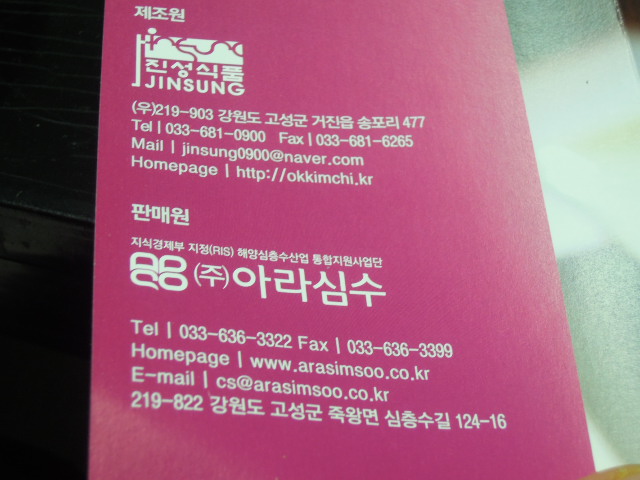 제조원
jinsung
진성식품
JINSUNG
(우)219-903 강원도 고성군 거진읍 송포리 477
Tel | 033-681-0900 Fax | 033-681-6265
Mail | jinsung0900@naver.com
Homepage | http://okkimchi.kr
판매원
지식경제부 지정(RIS) 해양심층수산업 통합지원사업단
(주)아라심수
Tel | 033-636-3322 Fax | 033-636-3399
Homepage | www.arasimsoo.co.kr
E-mail | cs@arasimsoo.co.kr
219-822 강원도 고성군 죽왕면 심층수길 124-16